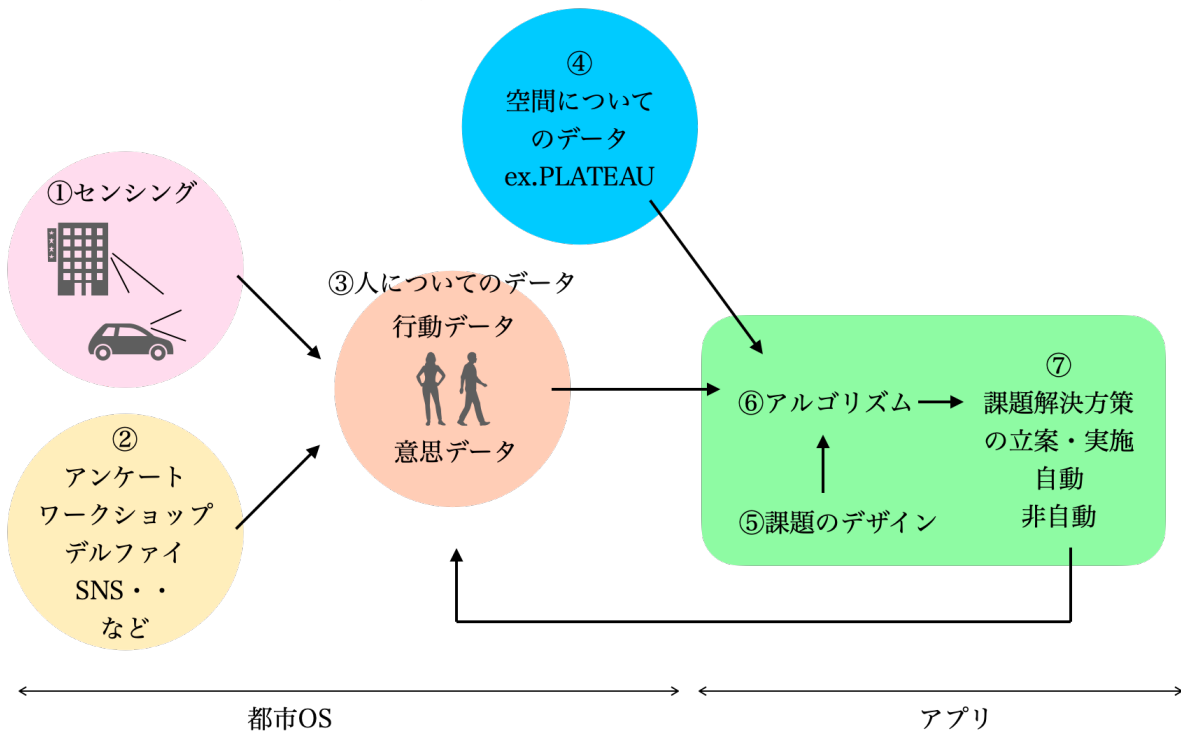 ①センシング
②
アンケート
ワークショップ
デルファイ
SNS・・
など
③人についてのデータ
行動データ
意思データ
④
空間について
のデータ
ex.PLATEAU
⑥アルゴリズム
⑤課題のデザイン
⑦
課題解決方策
の立案・実施
自動
非自動
都市OS
アプリ